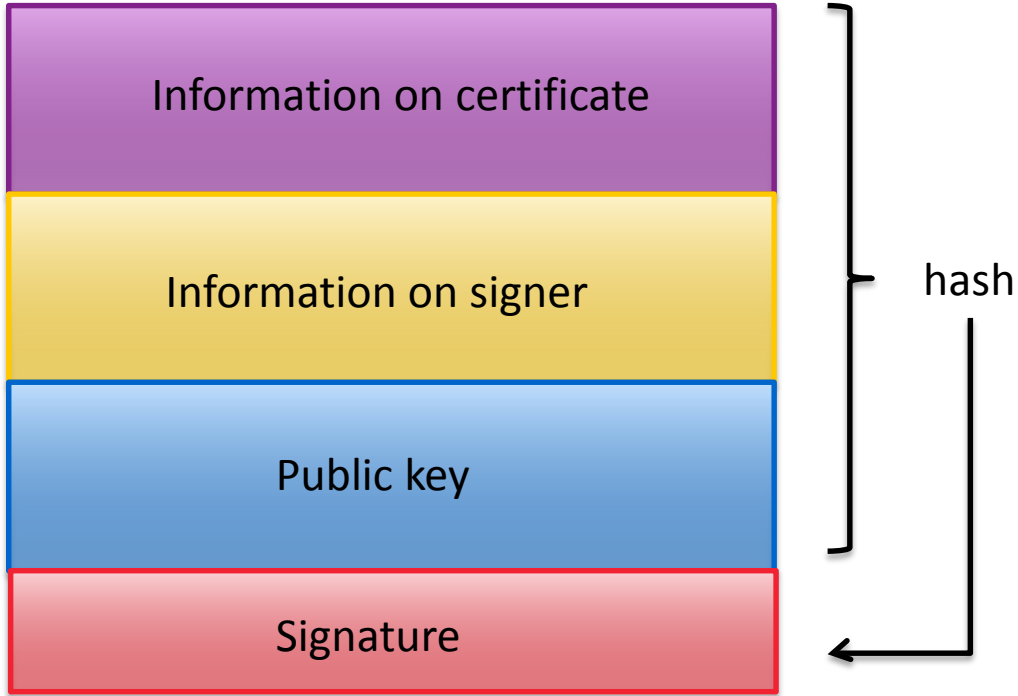 Information on certificate
Information on signer
hash
Public key
Signature